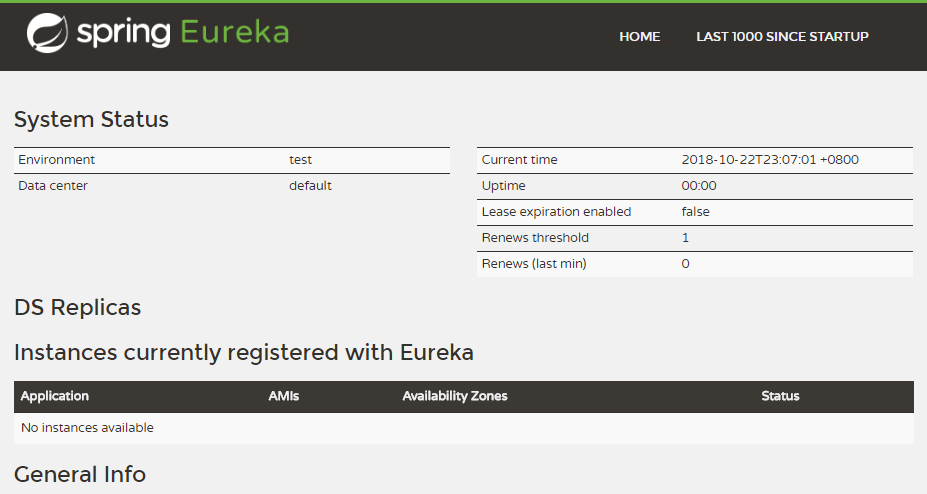 spring Eureka
HOME LAST 1000 SINCE STARTUP
System Status
Environment test
Data center default
Current time 2018-10-22T23:07:01 +0800
Uptime 00:00
Lease expiration enabled false
Renews threshold 1
Renews (last min) 0
DS Replicas
Instances currently registered with Eureka
Application AMIs Availability Zones Status
No instances available
General Info